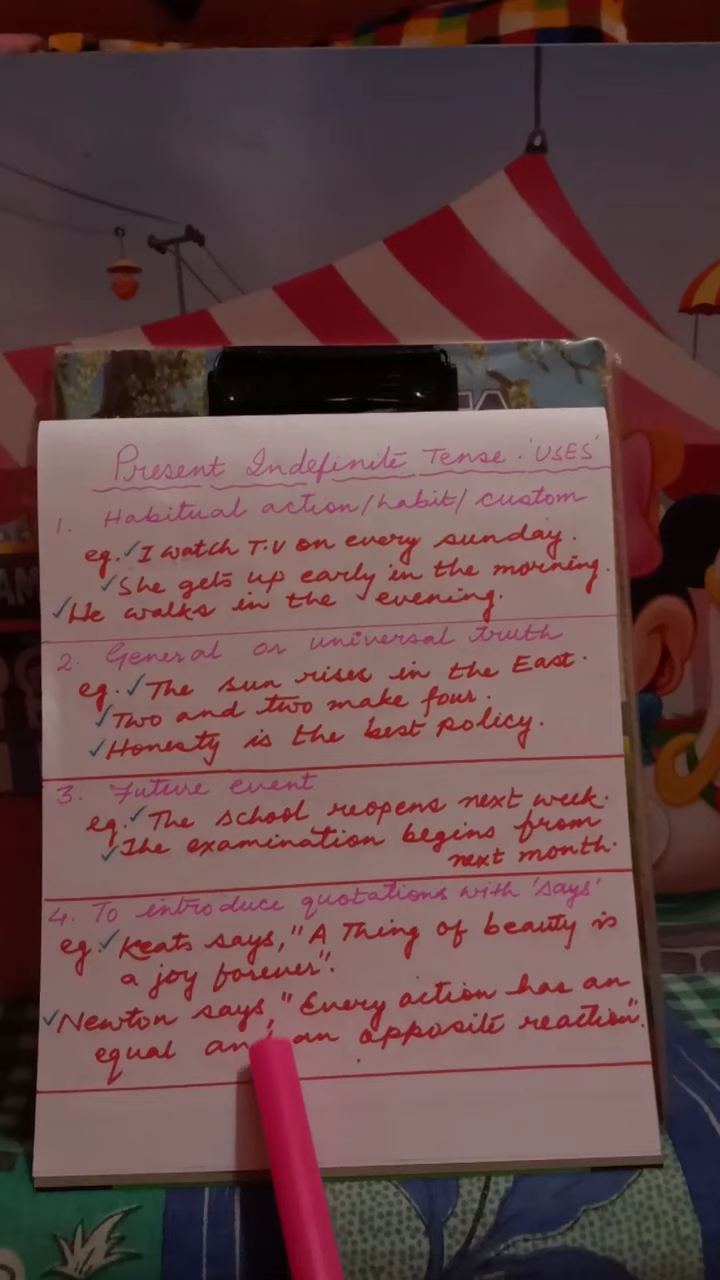 Present Indefinite Tense. 'USES'
1. Habitual action/habit/custom
eg. ✓I watch T.V on every sunday.
✓She gets up early in the morning.
✓He walks in the evening.
2. General or universal truth
eg. ✓The sun rises in the East.
✓Two and two make four.
✓Honesty is the best policy.
3. Future event
eg. ✓The school reopens next week.
✓The examination begins from
next month.
4. To introduce quotations with 'says'
eg. ✓Keats says, "A Thing of beauty is
a joy forever".
✓Newton says, "Every action has an
equal an an opposite reaction".